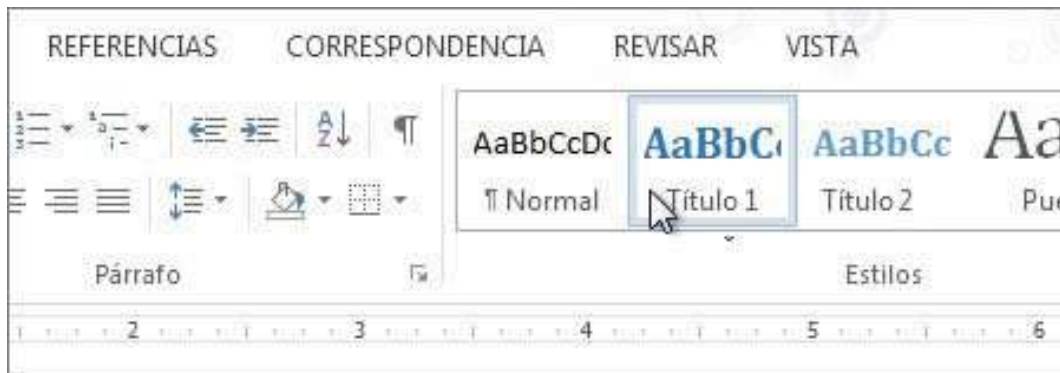 REFERENCIAS CORRESPONDENCIA REVISAR VISTA
AaBbCcDc AaBbC AaBbCc Aa
¶ Normal Título 1 Título 2 Pue
Párrafo Estilos
2 3 4 5 6